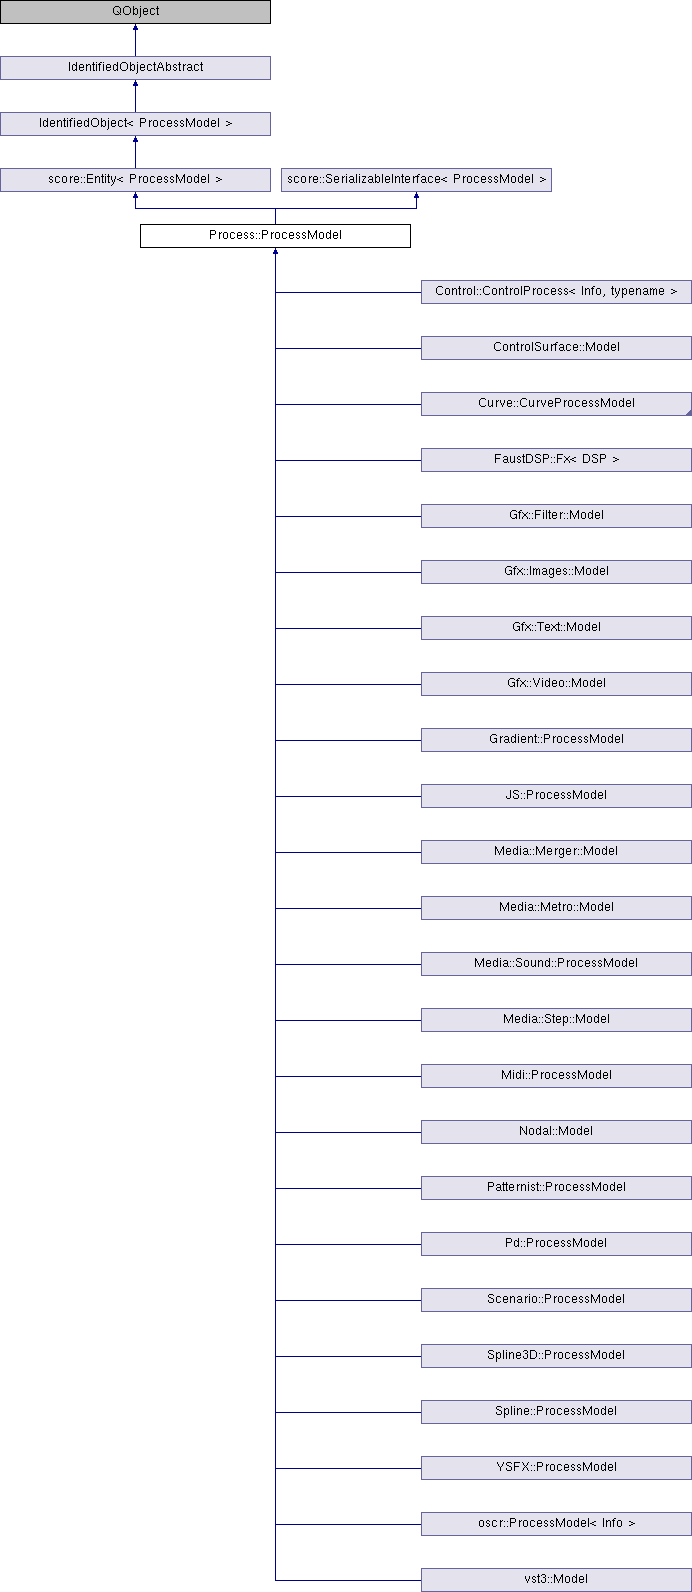 QObject
IdentifiedObjectAbstract
IdentifiedObject< ProcessModel >
score::Entity< ProcessModel >
score::SerializableInterface< ProcessModel >
Process::ProcessModel
Control::ControlProcess< Info, typename >
ControlSurface::Model
Curve::CurveProcessModel
FaustDSP::Fx< DSP >
Gfx::Filter::Model
Gfx::Images::Model
Gfx::Text::Model
Gfx::Video::Model
Gradient::ProcessModel
JS::ProcessModel
Media::Merger::Model
Media::Metro::Model
Media::Sound::ProcessModel
Media::Step::Model
Midi::ProcessModel
Nodal::Model
Patternist::ProcessModel
Pd::ProcessModel
Scenario::ProcessModel
Spline3D::ProcessModel
Spline::ProcessModel
YSFX::ProcessModel
oscr::ProcessModel< Info >
vst3::Model